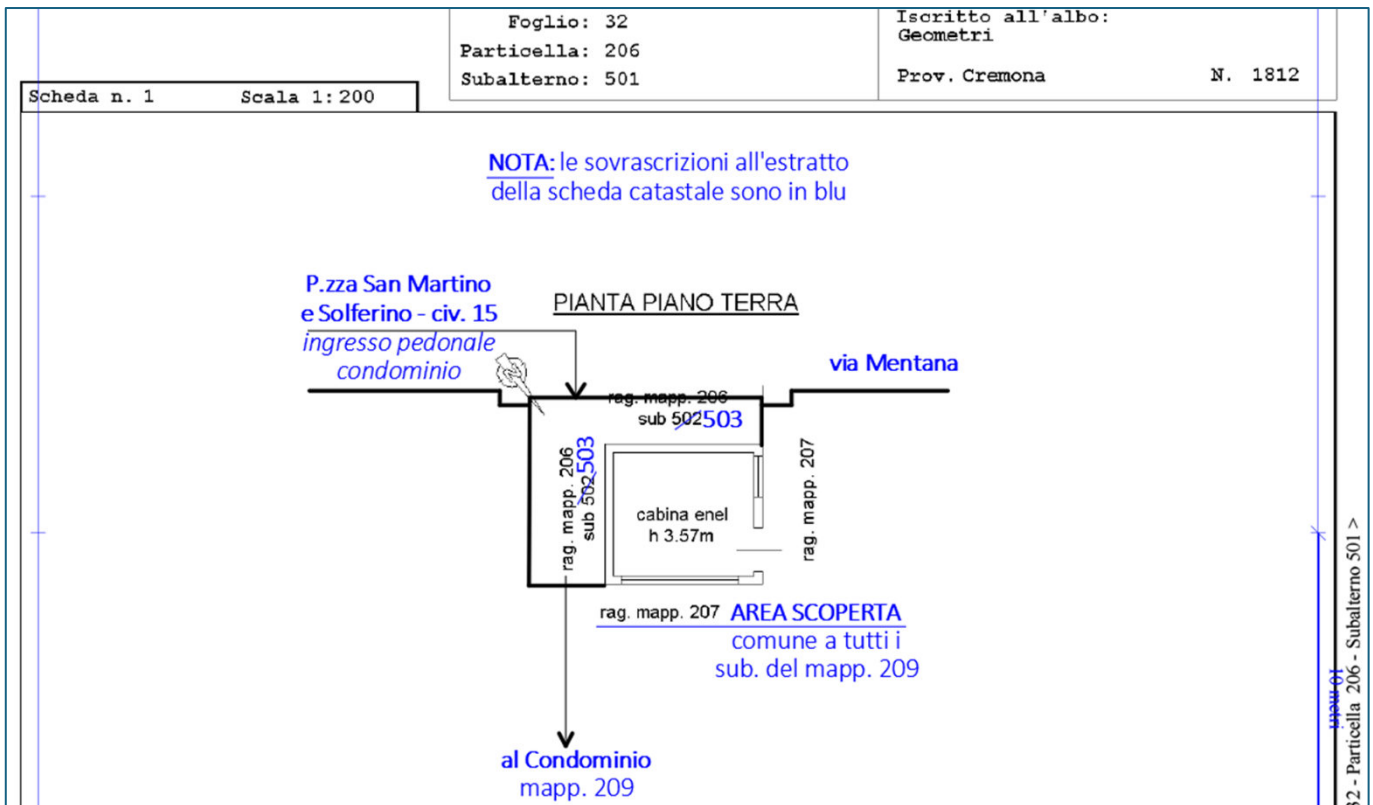 Foglio: 32
Particella: 206
Subalterno: 501
Iscritto all'albo:
Geometri
Prov. Cremona N. 1812
Scheda n. 1 Scala 1:200
NOTA: le sovrascrizioni all'estratto
della scheda catastale sono in blu
P.zza San Martino
e Solferino - civ. 15
ingresso pedonale
condominio
PIANTA PIANO TERRA
via Mentana
rag. mapp. 206
sub 502 503
rag. mapp. 206
sub 502 503
cabina enel
h 3.57m
rag. mapp. 207
rag. mapp. 207 AREA SCOPERTA
comune a tutti i
sub. del mapp. 209
al Condominio
mapp. 209
10 metri
32 - Particella 206 - Subalterno 501 >